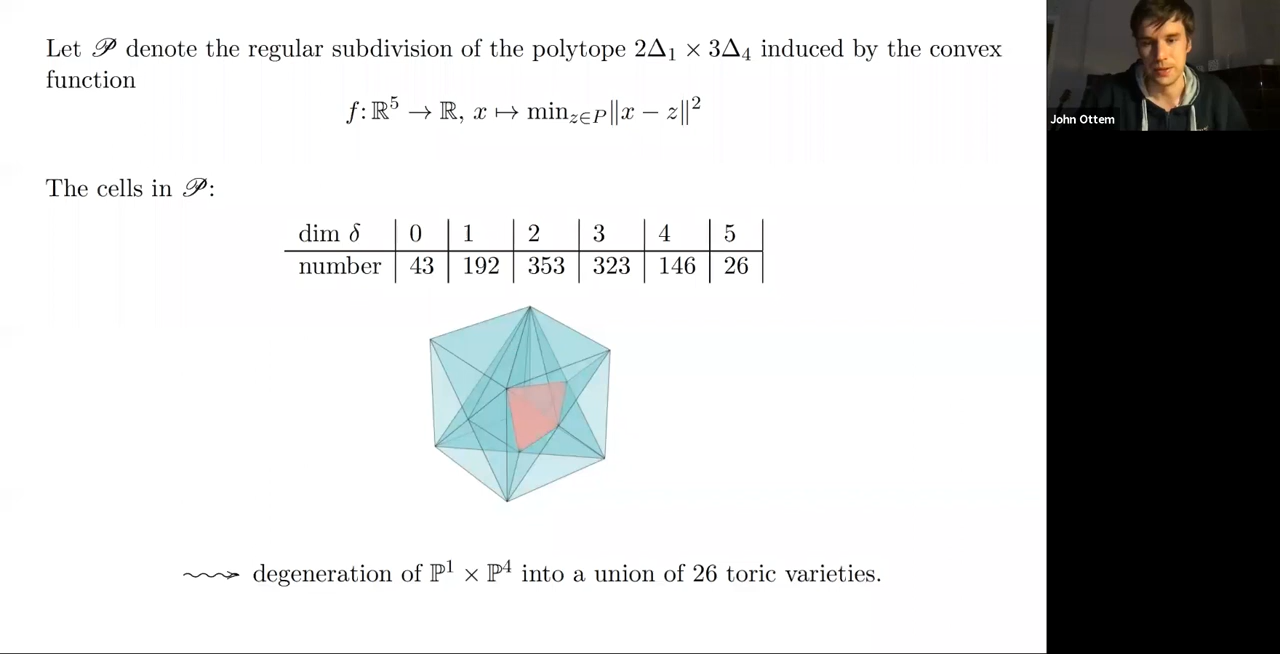 Let 𝒫 denote the regular subdivision of the polytope 2Δ₁ × 3Δ₄ induced by the convex
function
f: ℝ⁵ → ℝ, x ↦ min_{z∈P}‖x − z‖²
The cells in 𝒫:
dim δ 0 1 2 3 4 5
number 43 192 353 323 146 26
⇝ degeneration of ℙ¹ × ℙ⁴ into a union of 26 toric varieties.
John Ottem